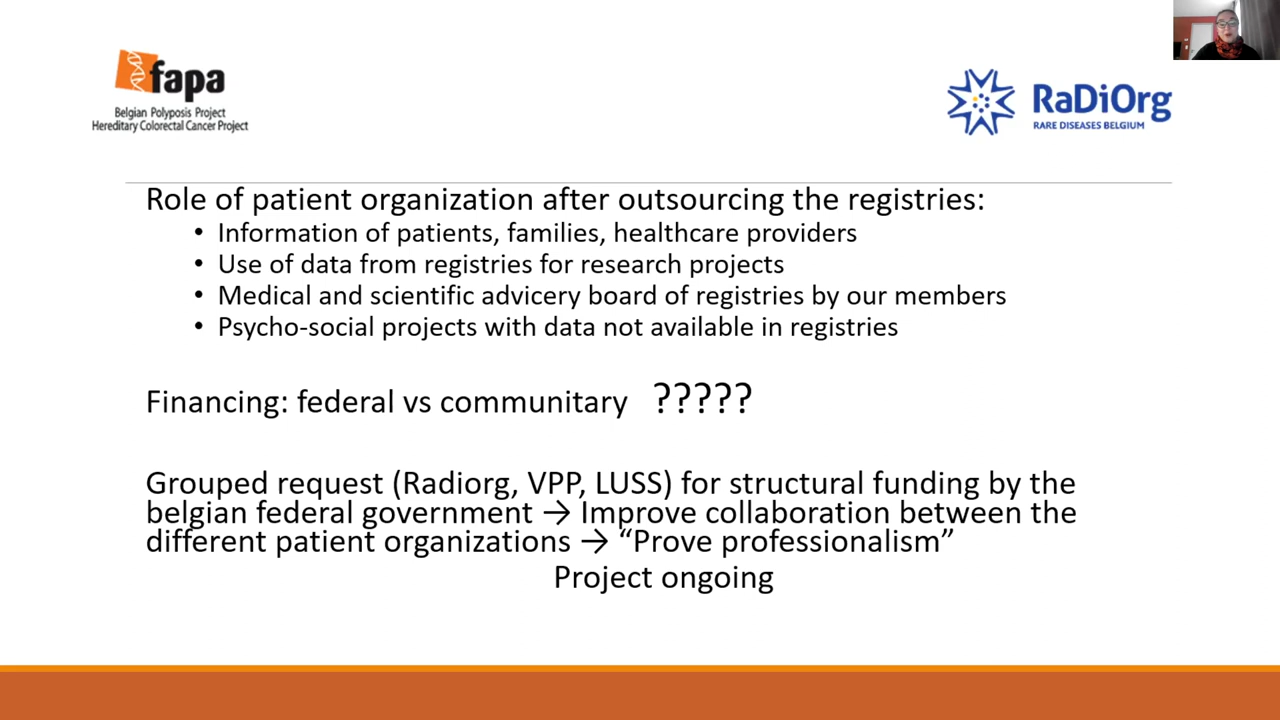 fapa
Belgian Polyposis Project
Hereditary Colorectal Cancer Project
RaDiOrg
RARE DISEASES BELGIUM
Role of patient organization after outsourcing the registries:
• Information of patients, families, healthcare providers
• Use of data from registries for research projects
• Medical and scientific advicery board of registries by our members
• Psycho-social projects with data not available in registries
Financing: federal vs communitary ?????
Grouped request (Radiorg, VPP, LUSS) for structural funding by the
belgian federal government → Improve collaboration between the
different patient organizations → “Prove professionalism”
Project ongoing